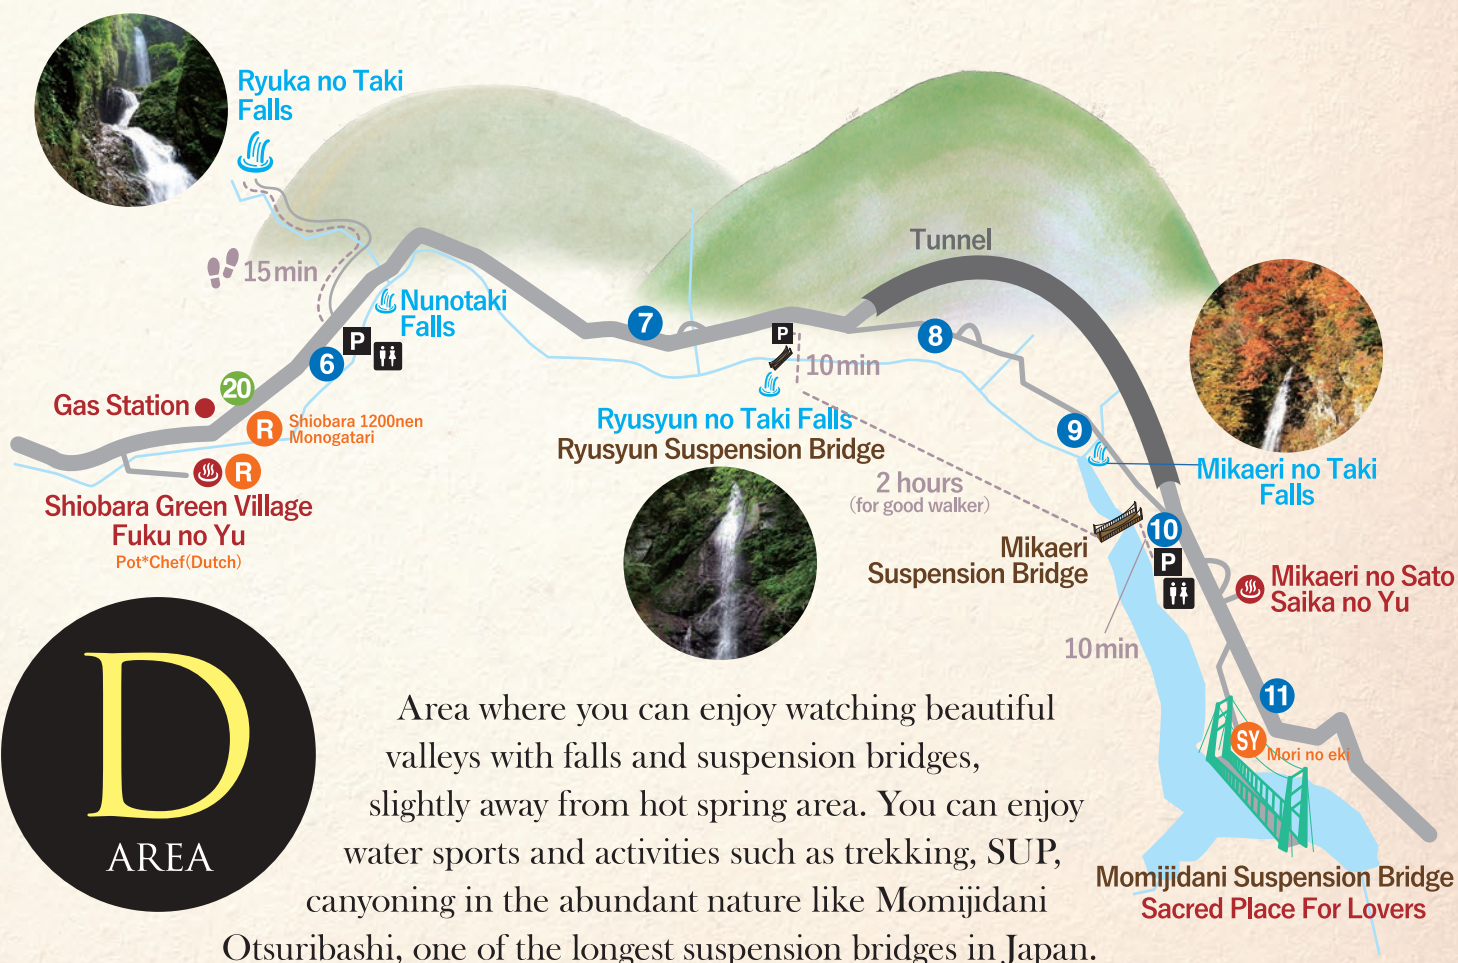 Ryuka no Taki
Falls
15min
Nunotaki
Falls
6
P
20
Gas Station
R
Shiobara 1200nen
Monogatari
R
Shiobara Green Village
Fuku no Yu
Pot*Chef(Dutch)
7
P
10min
Ryusyun no Taki Falls
Ryusyun Suspension Bridge
Tunnel
8
9
Mikaeri no Taki
Falls
2 hours
(for good walker)
Mikaeri
Suspension Bridge
10
P
Mikaeri no Sato
Saika no Yu
10min
11
SY
Mori no eki
Momijidani Suspension Bridge
Sacred Place For Lovers
D
AREA
Area where you can enjoy watching beautiful
valleys with falls and suspension bridges,
slightly away from hot spring area. You can enjoy
water sports and activities such as trekking, SUP,
canyoning in the abundant nature like Momijidani
Otsuribashi, one of the longest suspension bridges in Japan.